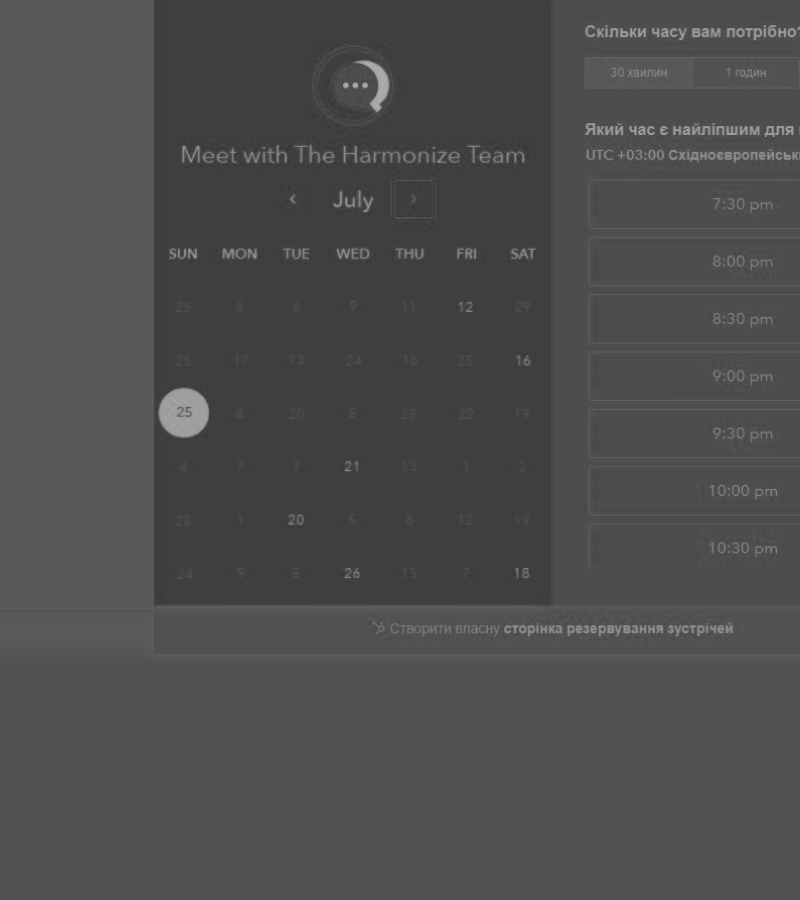 Meet with The Harmonize Team
July
SUN MON TUE WED THU FRI SAT
25 6 6 9 11 12 29
25 17 13 24 16 25 16
25 4 20 5 25 22 19
4 7 7 21 13 1 2
28 1 20 5 8 12 19
24 9 5 26 13 7 18
Скільки часу вам потрібно?
30 хвилин 1 годин
Який час є найліпшим для
UTC +03:00 Східноєвропейськ
7:30 pm
8:00 pm
8:30 pm
9:00 pm
9:30 pm
10:00 pm
10:30 pm
Створити власну сторінка резервування зустрічей